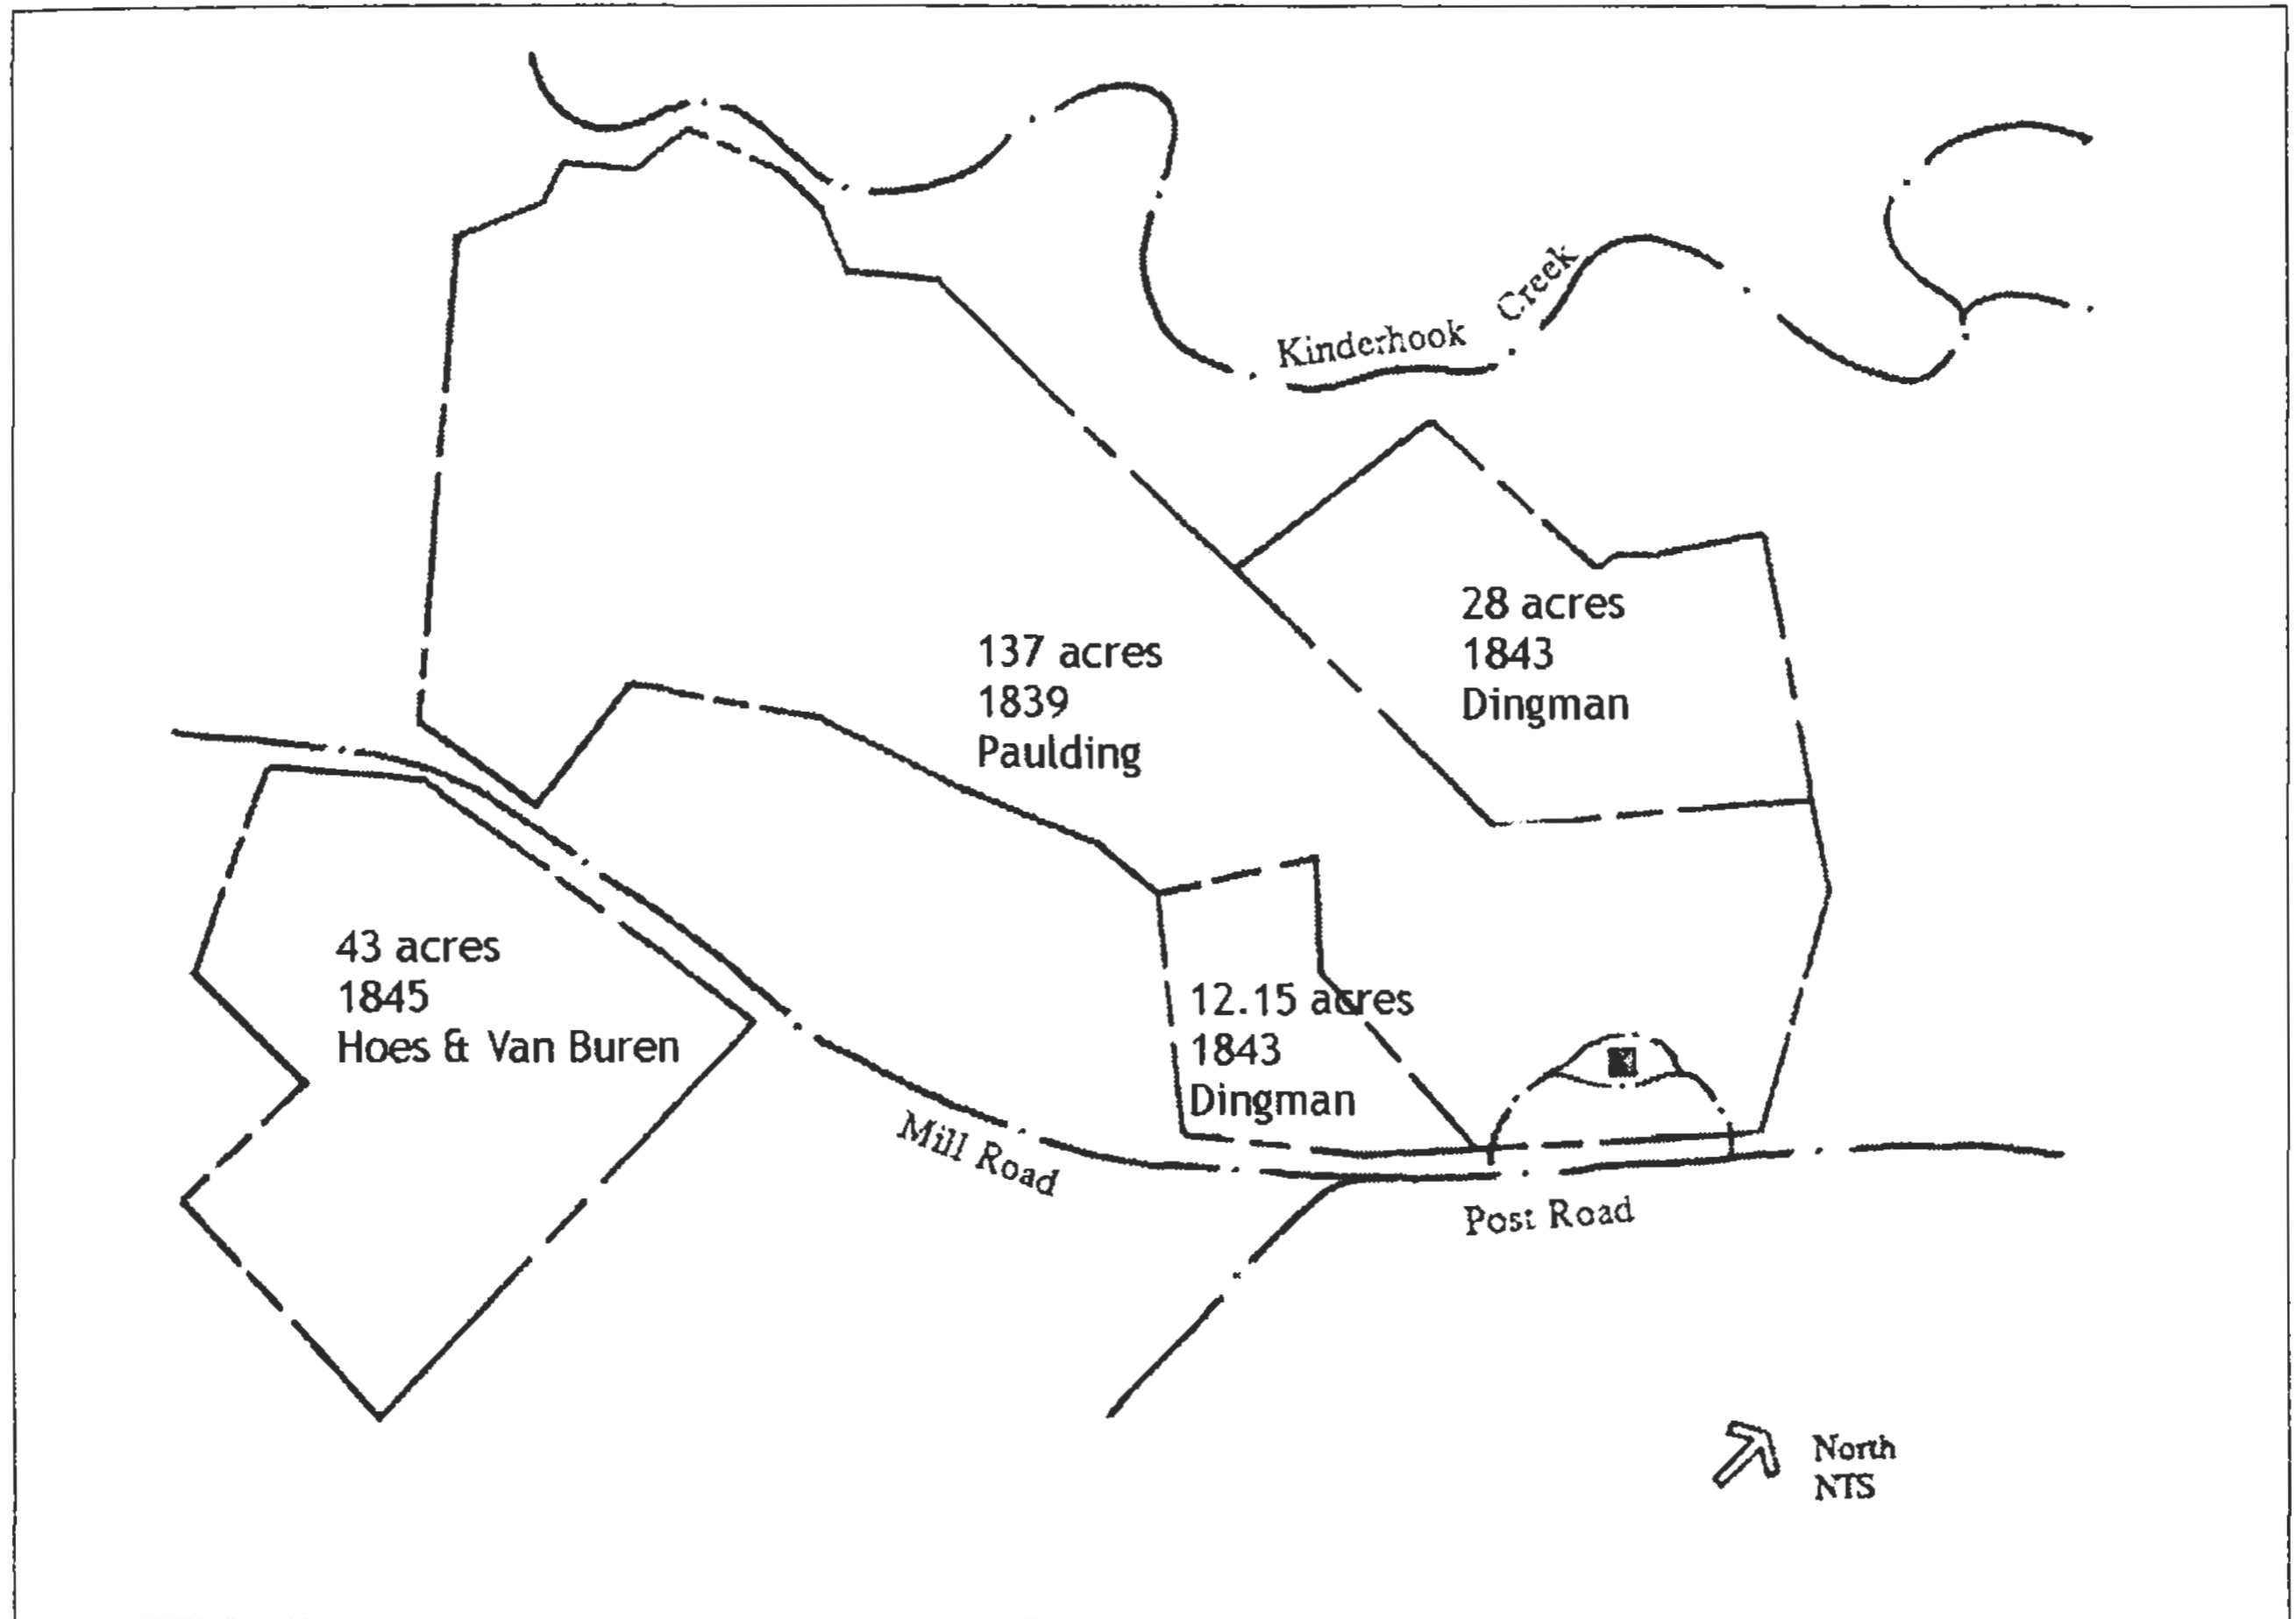 Kinderhook Creek
28 acres
1843
Dingman
137 acres
1839
Paulding
43 acres
1845
Hoes & Van Buren
12.15 acres
1843
Dingman
Mill Road
Post Road
North
NTS